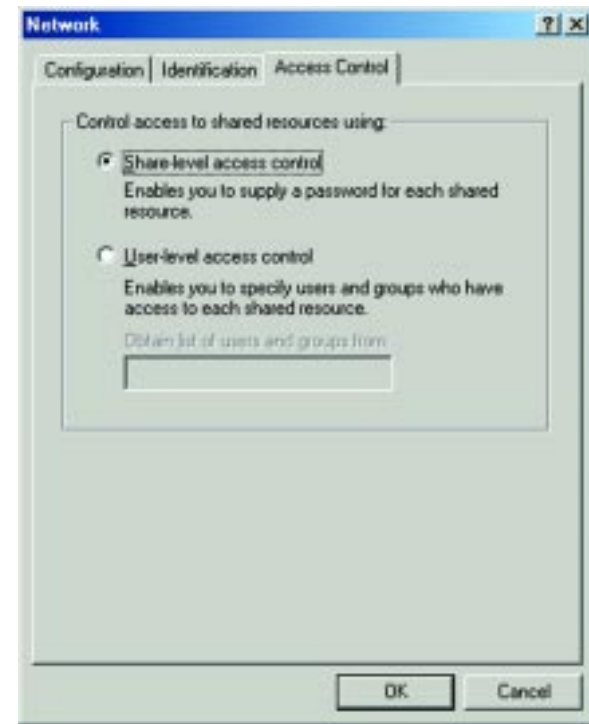 Network
? ×
Configuration Identification Access Control
Control access to shared resources using:
Share-level access control
Enables you to supply a password for each shared
resource.
User-level access control
Enables you to specify users and groups who have
access to each shared resource.
Obtain list of users and groups from
OK
Cancel